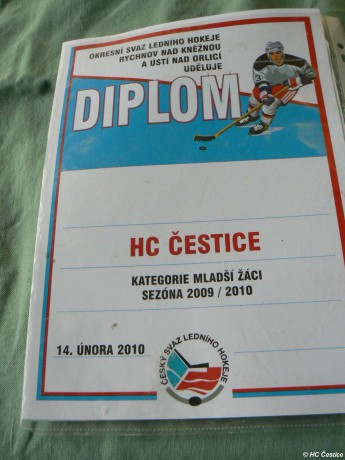 OKRESNÍ SVAZ LEDNÍHO HOKEJE
RYCHNOV NAD KNĚŽNOU
A ÚSTÍ NAD ORLICÍ
UDĚLUJE
DIPLOM
HC ČESTICE
KATEGORIE MLADŠÍ ŽÁCI
SEZÓNA 2009 / 2010
14. ÚNORA 2010
ČESKÝ SVAZ LEDNÍHO HOKEJE
© HC Čestice